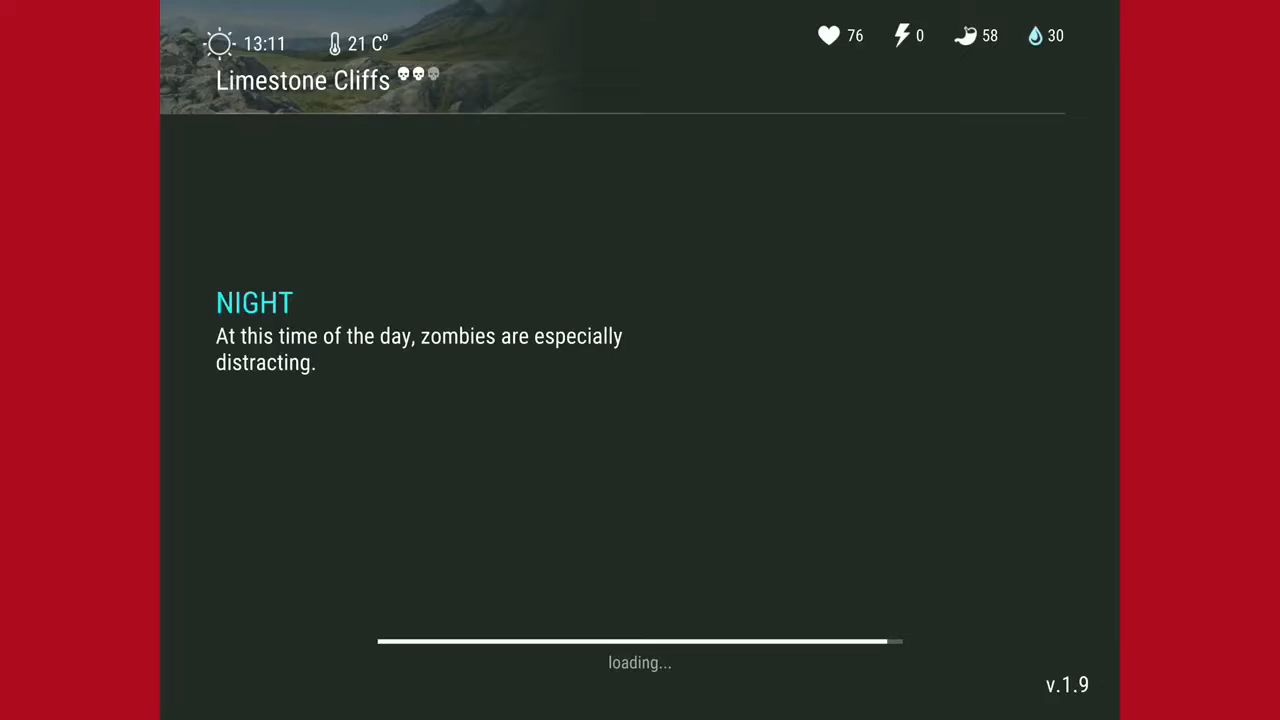 13:11 21 Cº 76 0 58 30
Limestone Cliffs
NIGHT
At this time of the day, zombies are especially
distracting.
loading...
v.1.9